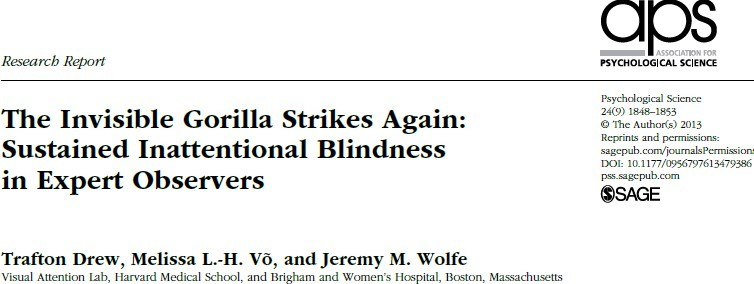 aps
ASSOCIATION FOR
PSYCHOLOGICAL SCIENCE
Research Report
The Invisible Gorilla Strikes Again:
Sustained Inattentional Blindness
in Expert Observers
Psychological Science
24(9) 1848–1853
© The Author(s) 2013
Reprints and permissions:
sagepub.com/journalsPermissions
DOI: 10.1177/0956797613479386
pss.sagepub.com
SAGE
Trafton Drew, Melissa L.-H. Võ, and Jeremy M. Wolfe
Visual Attention Lab, Harvard Medical School, and Brigham and Women's Hospital, Boston, Massachusetts